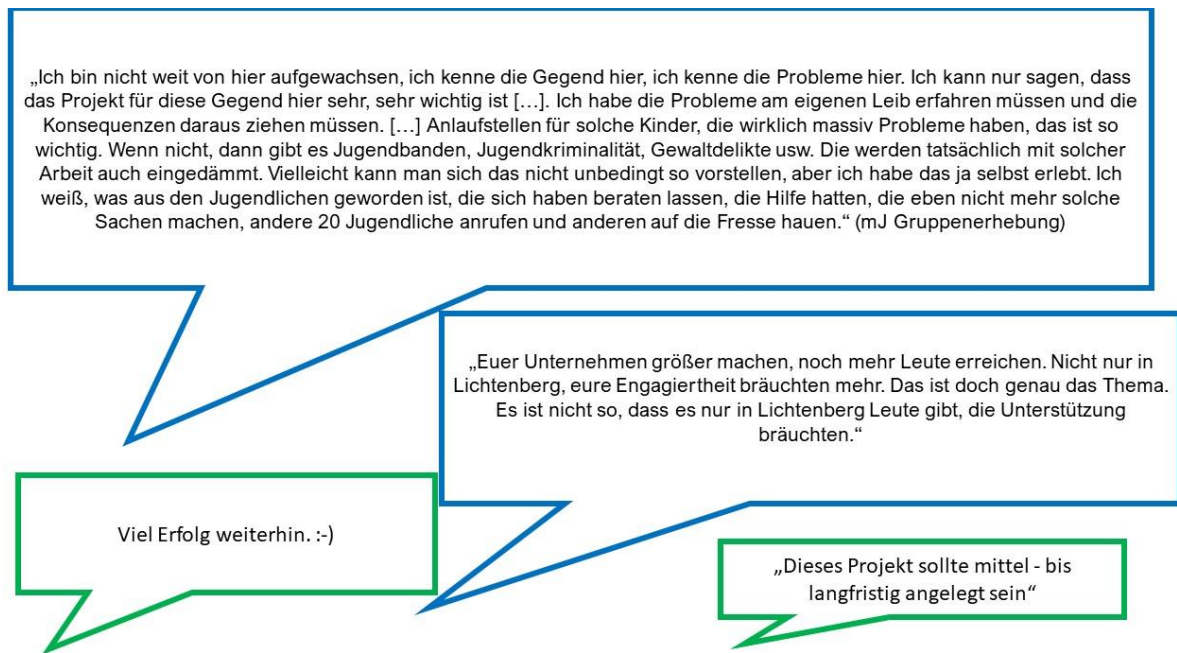 „Ich bin nicht weit von hier aufgewachsen, ich kenne die Gegend hier, ich kenne die Probleme hier. Ich kann nur sagen, dass
das Projekt für diese Gegend hier sehr, sehr wichtig ist [...]. Ich habe die Probleme am eigenen Leib erfahren müssen und die
Konsequenzen daraus ziehen müssen. [...] Anlaufstellen für solche Kinder, die wirklich massiv Probleme haben, das ist so
wichtig. Wenn nicht, dann gibt es Jugendbanden, Jugendkriminalität, Gewaltdelikte usw. Die werden tatsächlich mit solcher
Arbeit auch eingedämmt. Vielleicht kann man sich das nicht unbedingt so vorstellen, aber ich habe das ja selbst erlebt. Ich
weiß, was aus den Jugendlichen geworden ist, die sich haben beraten lassen, die Hilfe hatten, die eben nicht mehr solche
Sachen machen, andere 20 Jugendliche anrufen und anderen auf die Fresse hauen.“ (mJ Gruppenerhebung)
„Euer Unternehmen größer machen, noch mehr Leute erreichen. Nicht nur in
Lichtenberg, eure Engagiertheit bräuchten mehr. Das ist doch genau das Thema.
Es ist nicht so, dass es nur in Lichtenberg Leute gibt, die Unterstützung
bräuchten.“
Viel Erfolg weiterhin. :-)
„Dieses Projekt sollte mittel - bis
langfristig angelegt sein“